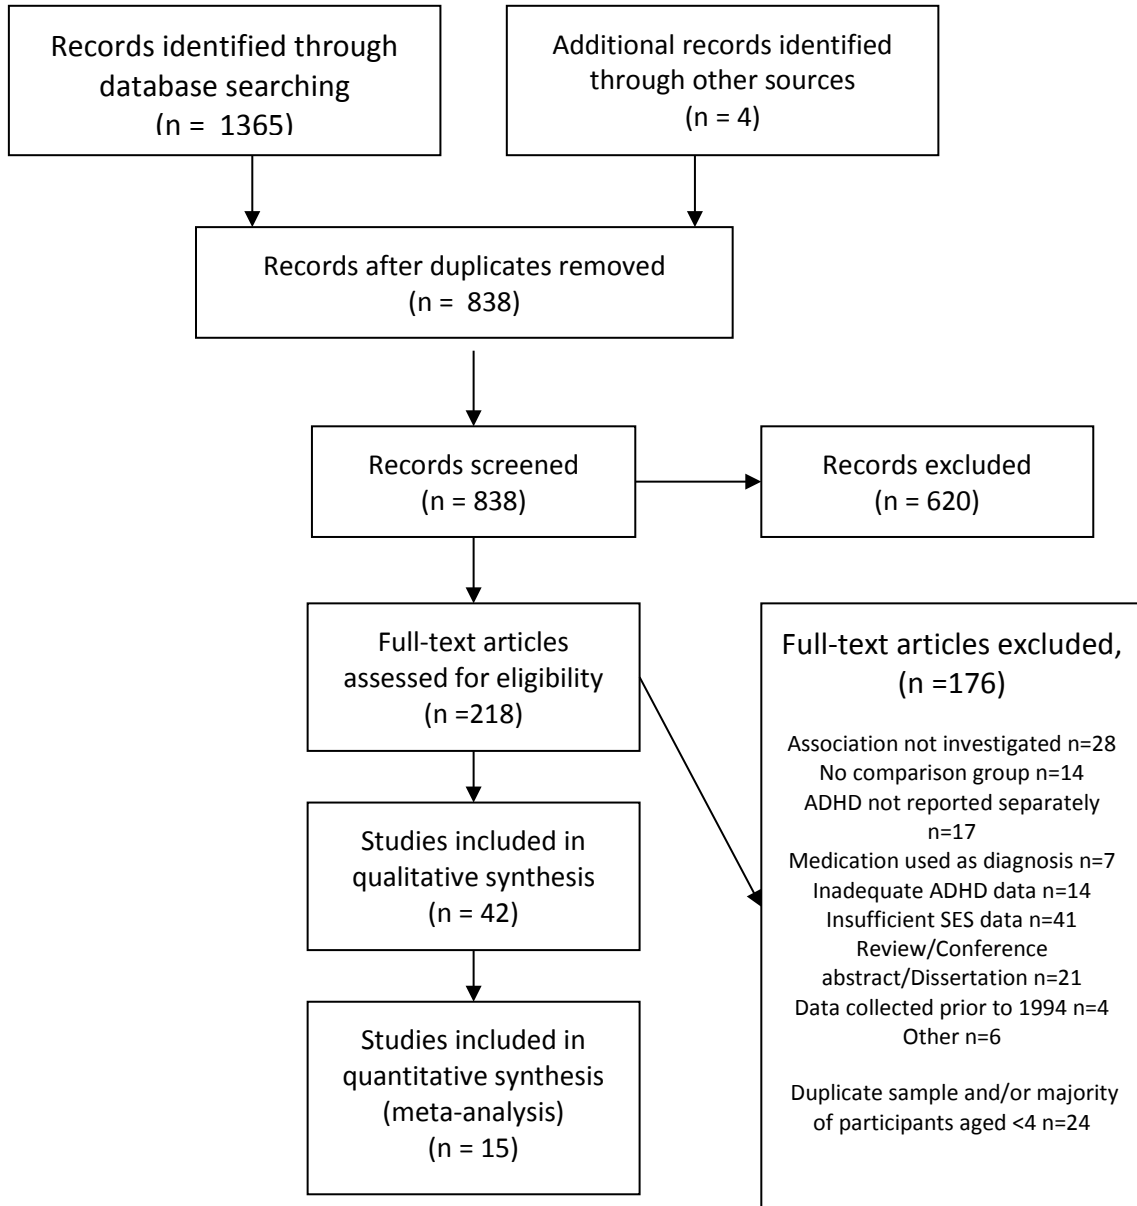 Records identified through
database searching
(n = 1365)
Additional records identified
through other sources
(n = 4)
Records after duplicates removed
(n = 838)
Records screened
(n = 838)
Records excluded
(n = 620)
Full-text articles
assessed for eligibility
(n =218)
Full-text articles excluded,
(n =176)
Association not investigated n=28
No comparison group n=14
ADHD not reported separately
n=17
Medication used as diagnosis n=7
Inadequate ADHD data n=14
Insufficient SES data n=41
Review/Conference
abstract/Dissertation n=21
Data collected prior to 1994 n=4
Other n=6
Duplicate sample and/or majority
of participants aged <4 n=24
Studies included in
qualitative synthesis
(n = 42)
Studies included in
quantitative synthesis
(meta-analysis)
(n = 15)